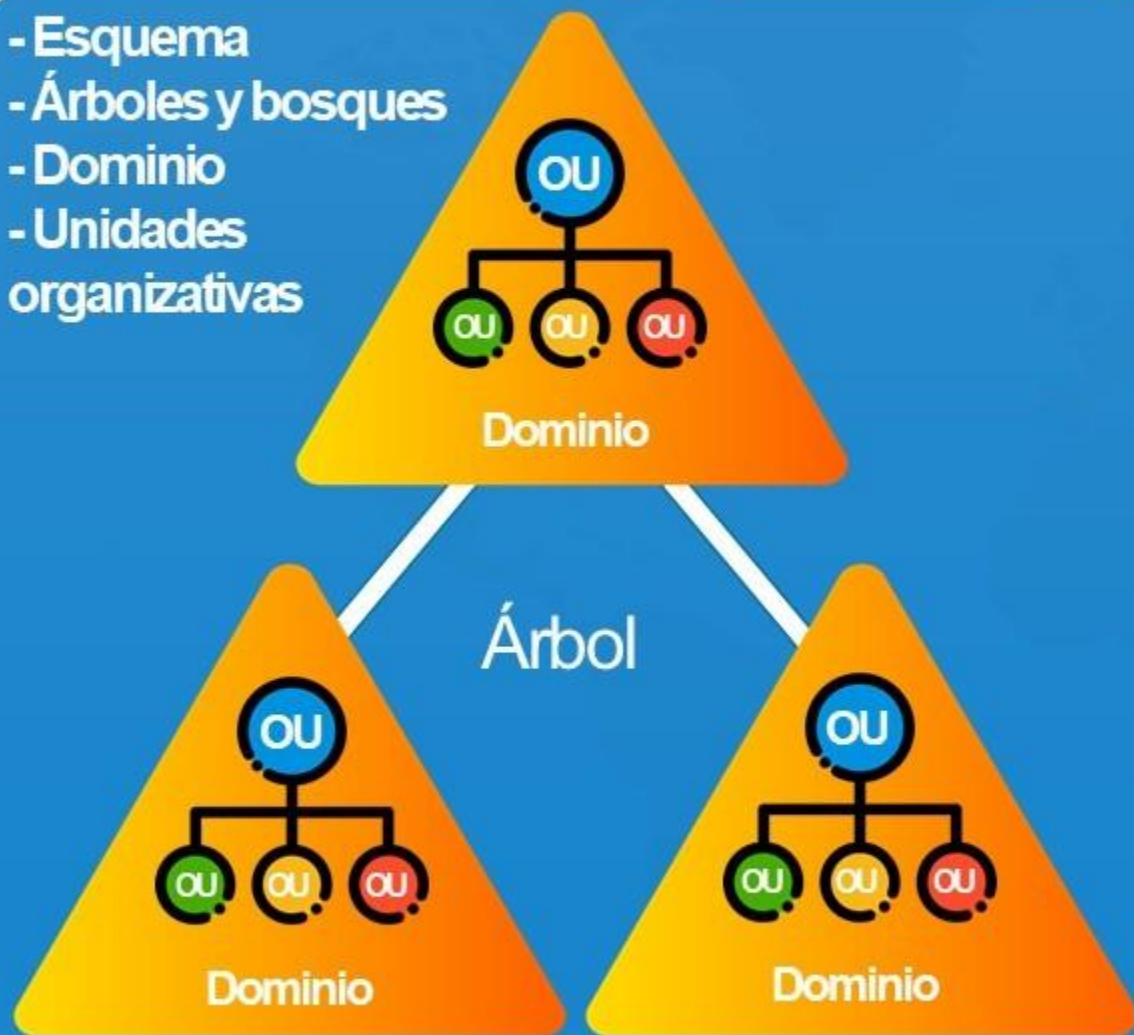 - Esquema
- Árboles y bosques
- Dominio
- Unidades
organizativas
OU
OU OU OU
Dominio
Árbol
OU
OU OU OU
Dominio
OU
OU OU OU
Dominio